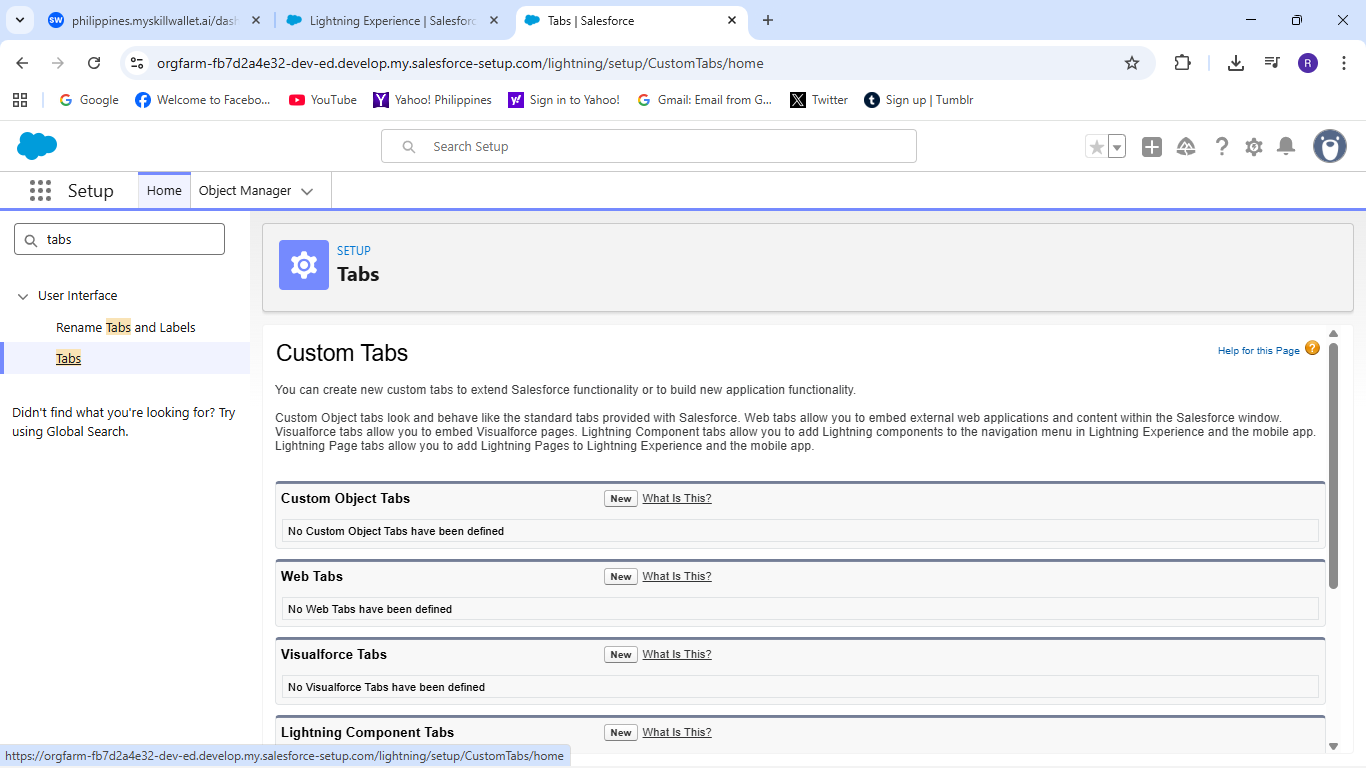 SW philippines.myskillwallet.ai/dash
Lightning Experience | Salesforc
Tabs | Salesforce
orgfarm-fb7d2a4e32-dev-ed.develop.my.salesforce-setup.com/lightning/setup/CustomTabs/home
R
Google
Welcome to Facebo...
YouTube
Yahoo! Philippines
Sign in to Yahoo!
Gmail: Email from G...
Twitter
Sign up | Tumblr
Search Setup
Setup
Home
Object Manager
tabs
User Interface
Rename Tabs and Labels
Tabs
Didn't find what you're looking for? Try
using Global Search.
SETUP
Tabs
Custom Tabs
Help for this Page ?
You can create new custom tabs to extend Salesforce functionality or to build new application functionality.
Custom Object tabs look and behave like the standard tabs provided with Salesforce. Web tabs allow you to embed external web applications and content within the Salesforce window.
Visualforce tabs allow you to embed Visualforce pages. Lightning Component tabs allow you to add Lightning components to the navigation menu in Lightning Experience and the mobile app.
Lightning Page tabs allow you to add Lightning Pages to Lightning Experience and the mobile app.
Custom Object Tabs New What Is This?
No Custom Object Tabs have been defined
Web Tabs New What Is This?
No Web Tabs have been defined
Visualforce Tabs New What Is This?
No Visualforce Tabs have been defined
Lightning Component Tabs New What Is This?
https://orgfarm-fb7d2a4e32-dev-ed.develop.my.salesforce-setup.com/lightning/setup/CustomTabs/home